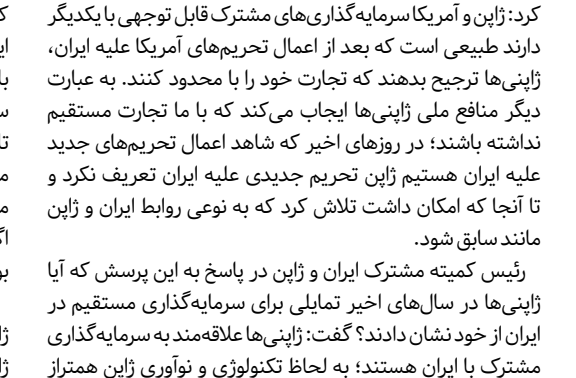 کرد: ژاپن و آمریکا سرمایه‌گذاری‌های مشترک قابل توجهی با یکدیگر
دارند طبیعی است که بعد از اعمال تحریم‌های آمریکا علیه ایران،
ژاپنی‌ها ترجیح بدهند که تجارت خود را با محدود کنند. به عبارت
دیگر منافع ملی ژاپنی‌ها ایجاب می‌کند که با ما تجارت مستقیم
نداشته باشند؛ در روزهای اخیر که شاهد اعمال تحریم‌های جدید
علیه ایران هستیم ژاپن تحریم جدیدی علیه ایران تعریف نکرد و
تا آنجا که امکان داشت تلاش کرد که به نوعی روابط ایران و ژاپن
مانند سابق شود.
رئیس کمیته مشترک ایران و ژاپن در پاسخ به این پرسش که آیا
ژاپنی‌ها در سال‌های اخیر تمایلی برای سرمایه‌گذاری مستقیم در
ایران از خود نشان دادند؟ گفت: ژاپنی‌ها علاقه‌مند به سرمایه‌گذاری
مشترک با ایران هستند؛ به لحاظ تکنولوژی و نوآوری ژاپن همتراز